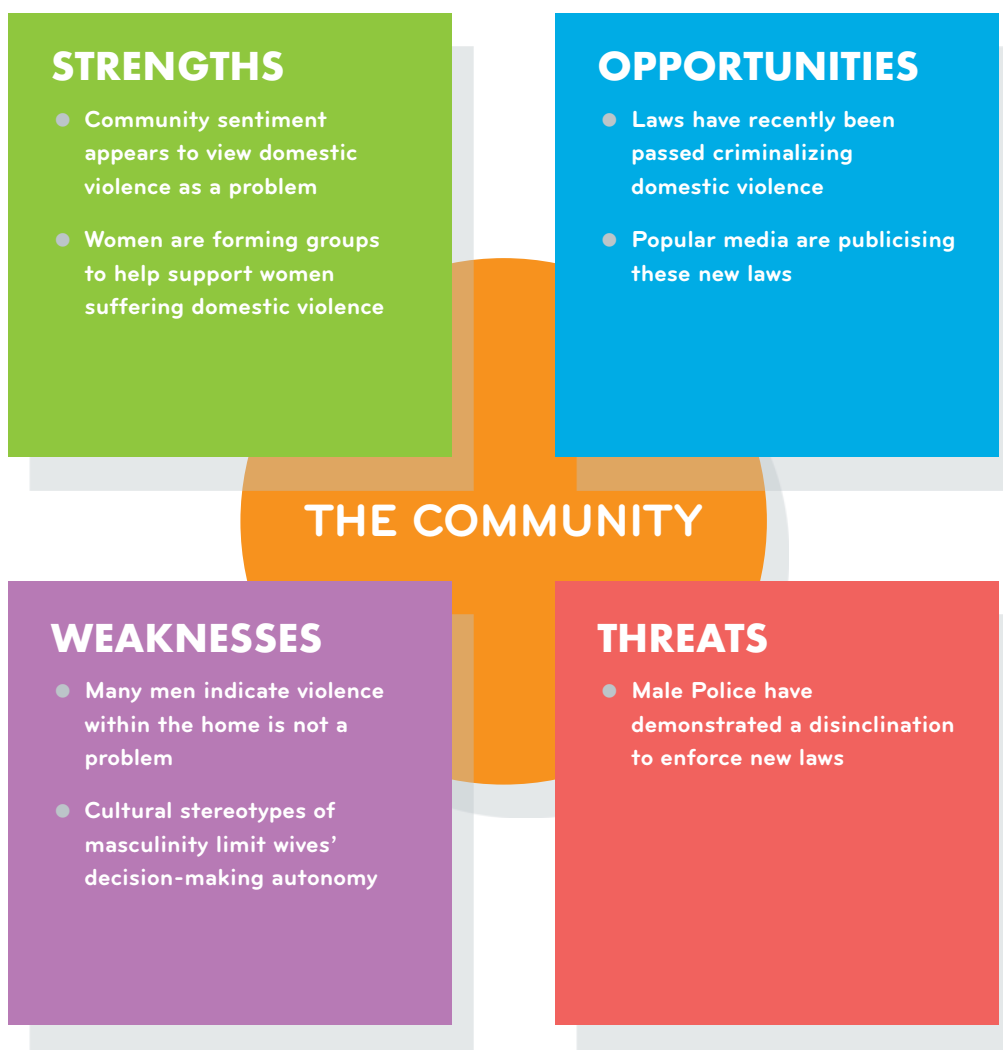 STRENGTHS
Community sentiment
appears to view domestic
violence as a problem
Women are forming groups
to help support women
suffering domestic violence
OPPORTUNITIES
Laws have recently been
passed criminalizing
domestic violence
Popular media are publicising
these new laws
THE COMMUNITY
WEAKNESSES
Many men indicate violence
within the home is not a
problem
Cultural stereotypes of
masculinity limit wives’
decision-making autonomy
THREATS
Male Police have
demonstrated a disinclination
to enforce new laws